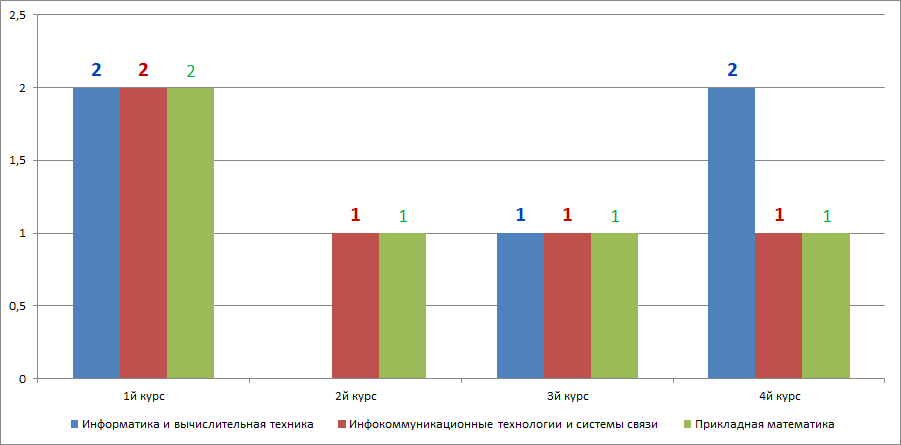 2,5
2
1,5
1
0,5
0
2 2 2
1 1
1 1 1
2 1 1
1й курс 2й курс 3й курс 4й курс
Информатика и вычислительная техника Инфокоммуникационные технологии и системы связи Прикладная математика